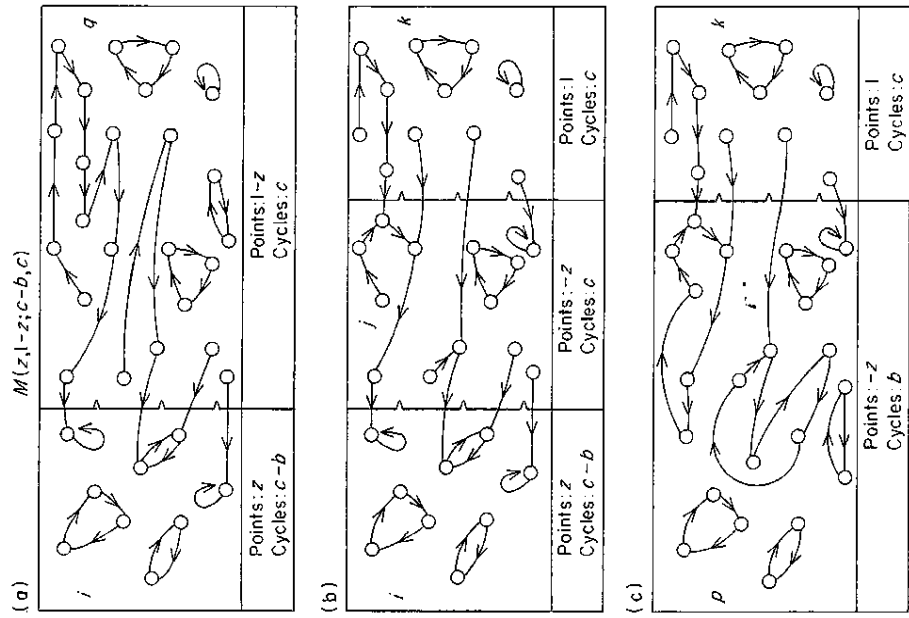 (a)
M(z,1−z;c−b,c)
i
q
Points: z
Cycles: c−b
Points: 1−z
Cycles: c
(b)
i
j
k
Points: z
Cycles: c−b
Points: −z
Cycles: c
Points: 1
Cycles: c
(c)
p
k
Points: −z
Cycles: b
Points: 1
Cycles: c